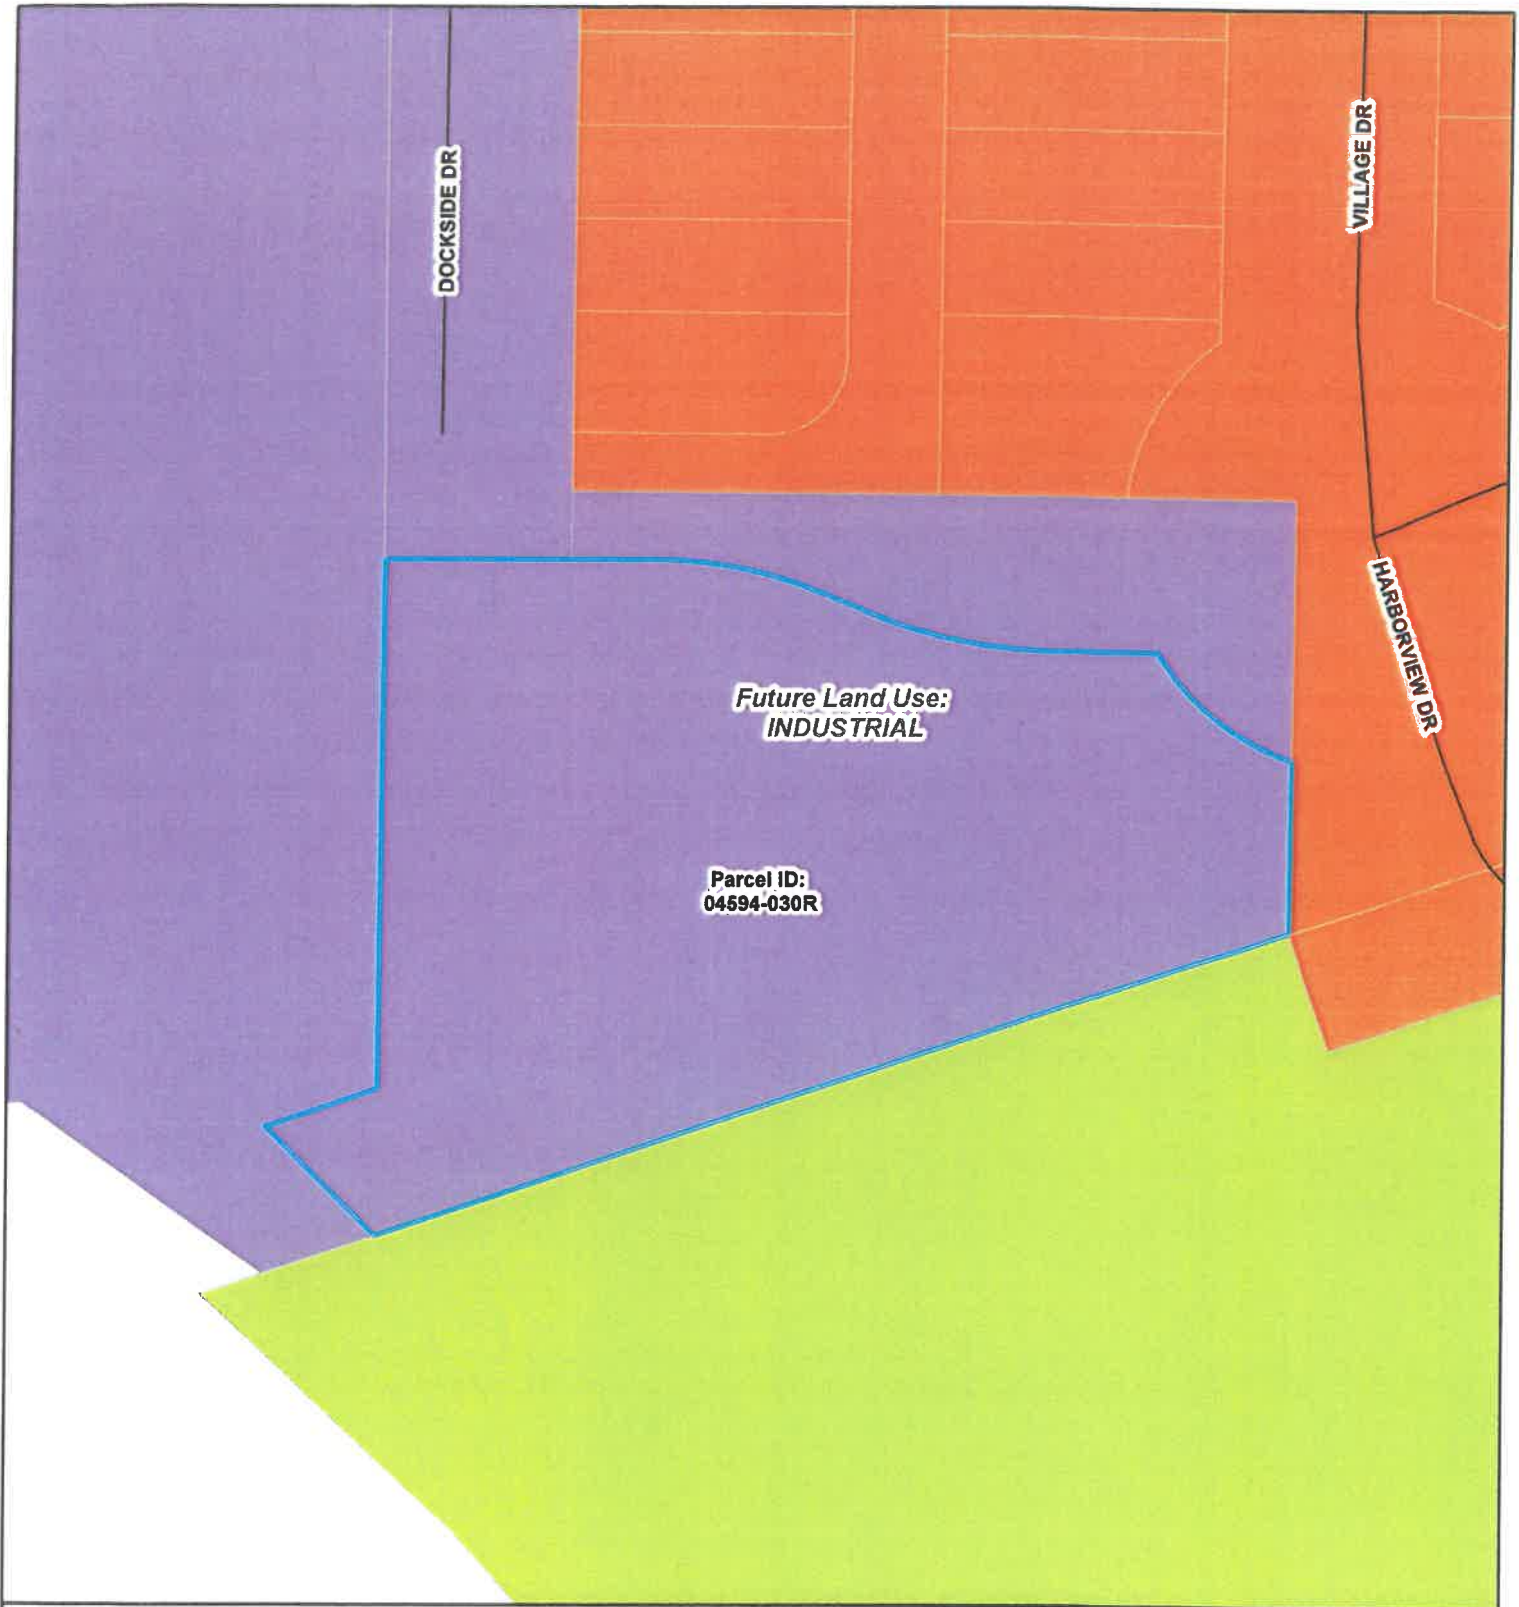 DOCKSIDE DR
VILLAGE DR
HARBORVIEW DR
Future Land Use:
INDUSTRIAL
Parcel ID:
04594-030R